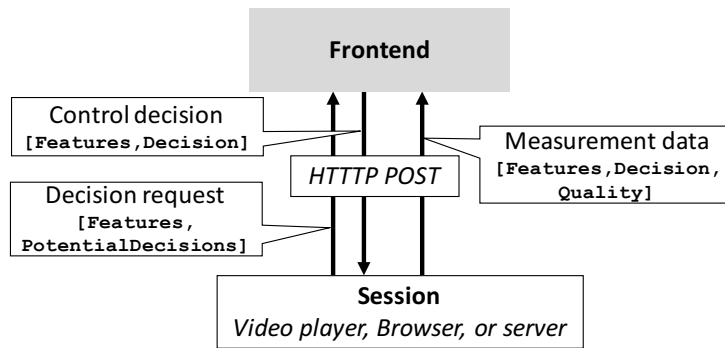 Frontend
Control decision
[Features,Decision]
Measurement data
[Features,Decision,
Quality]
HTTTP POST
Decision request
[Features,
PotentialDecisions]
Session
Video player, Browser, or server